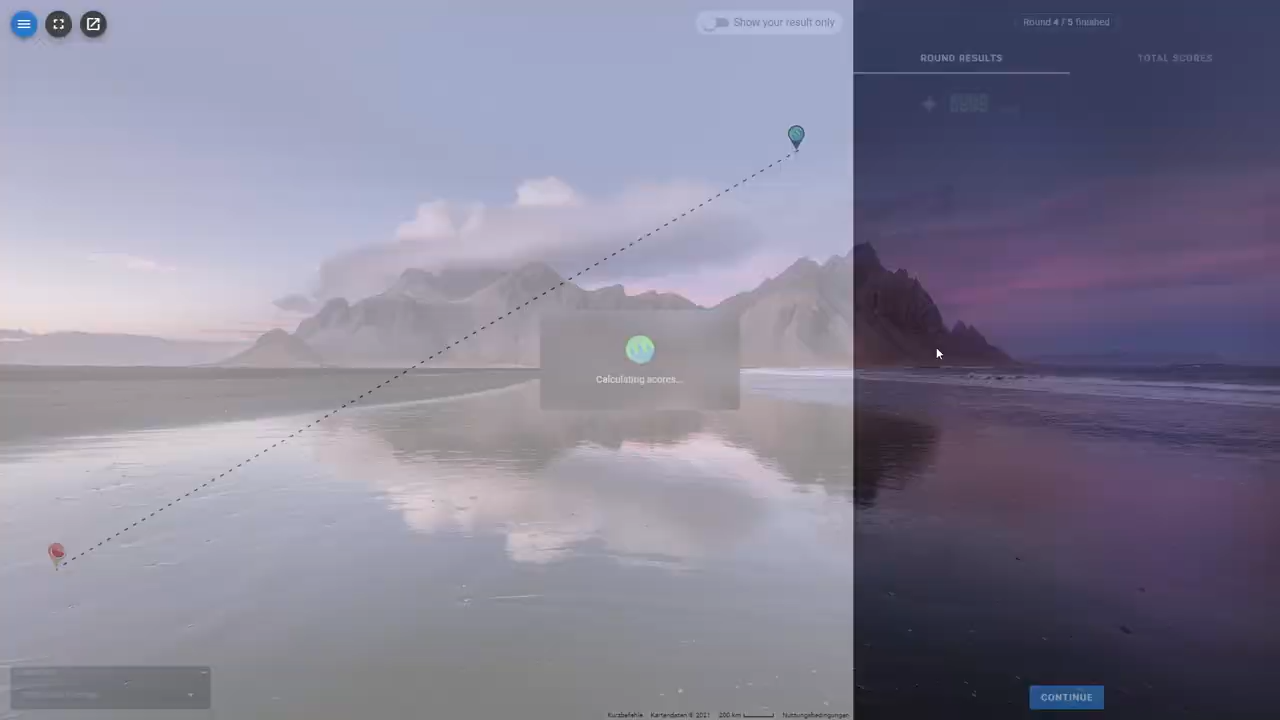 Show your result only
Round 4 / 5 finished
ROUND RESULTS
TOTAL SCORES
Calculating scores...
CONTINUE
Kurzbefehle Kartendaten © 2021 200 km Nutzungsbedingungen